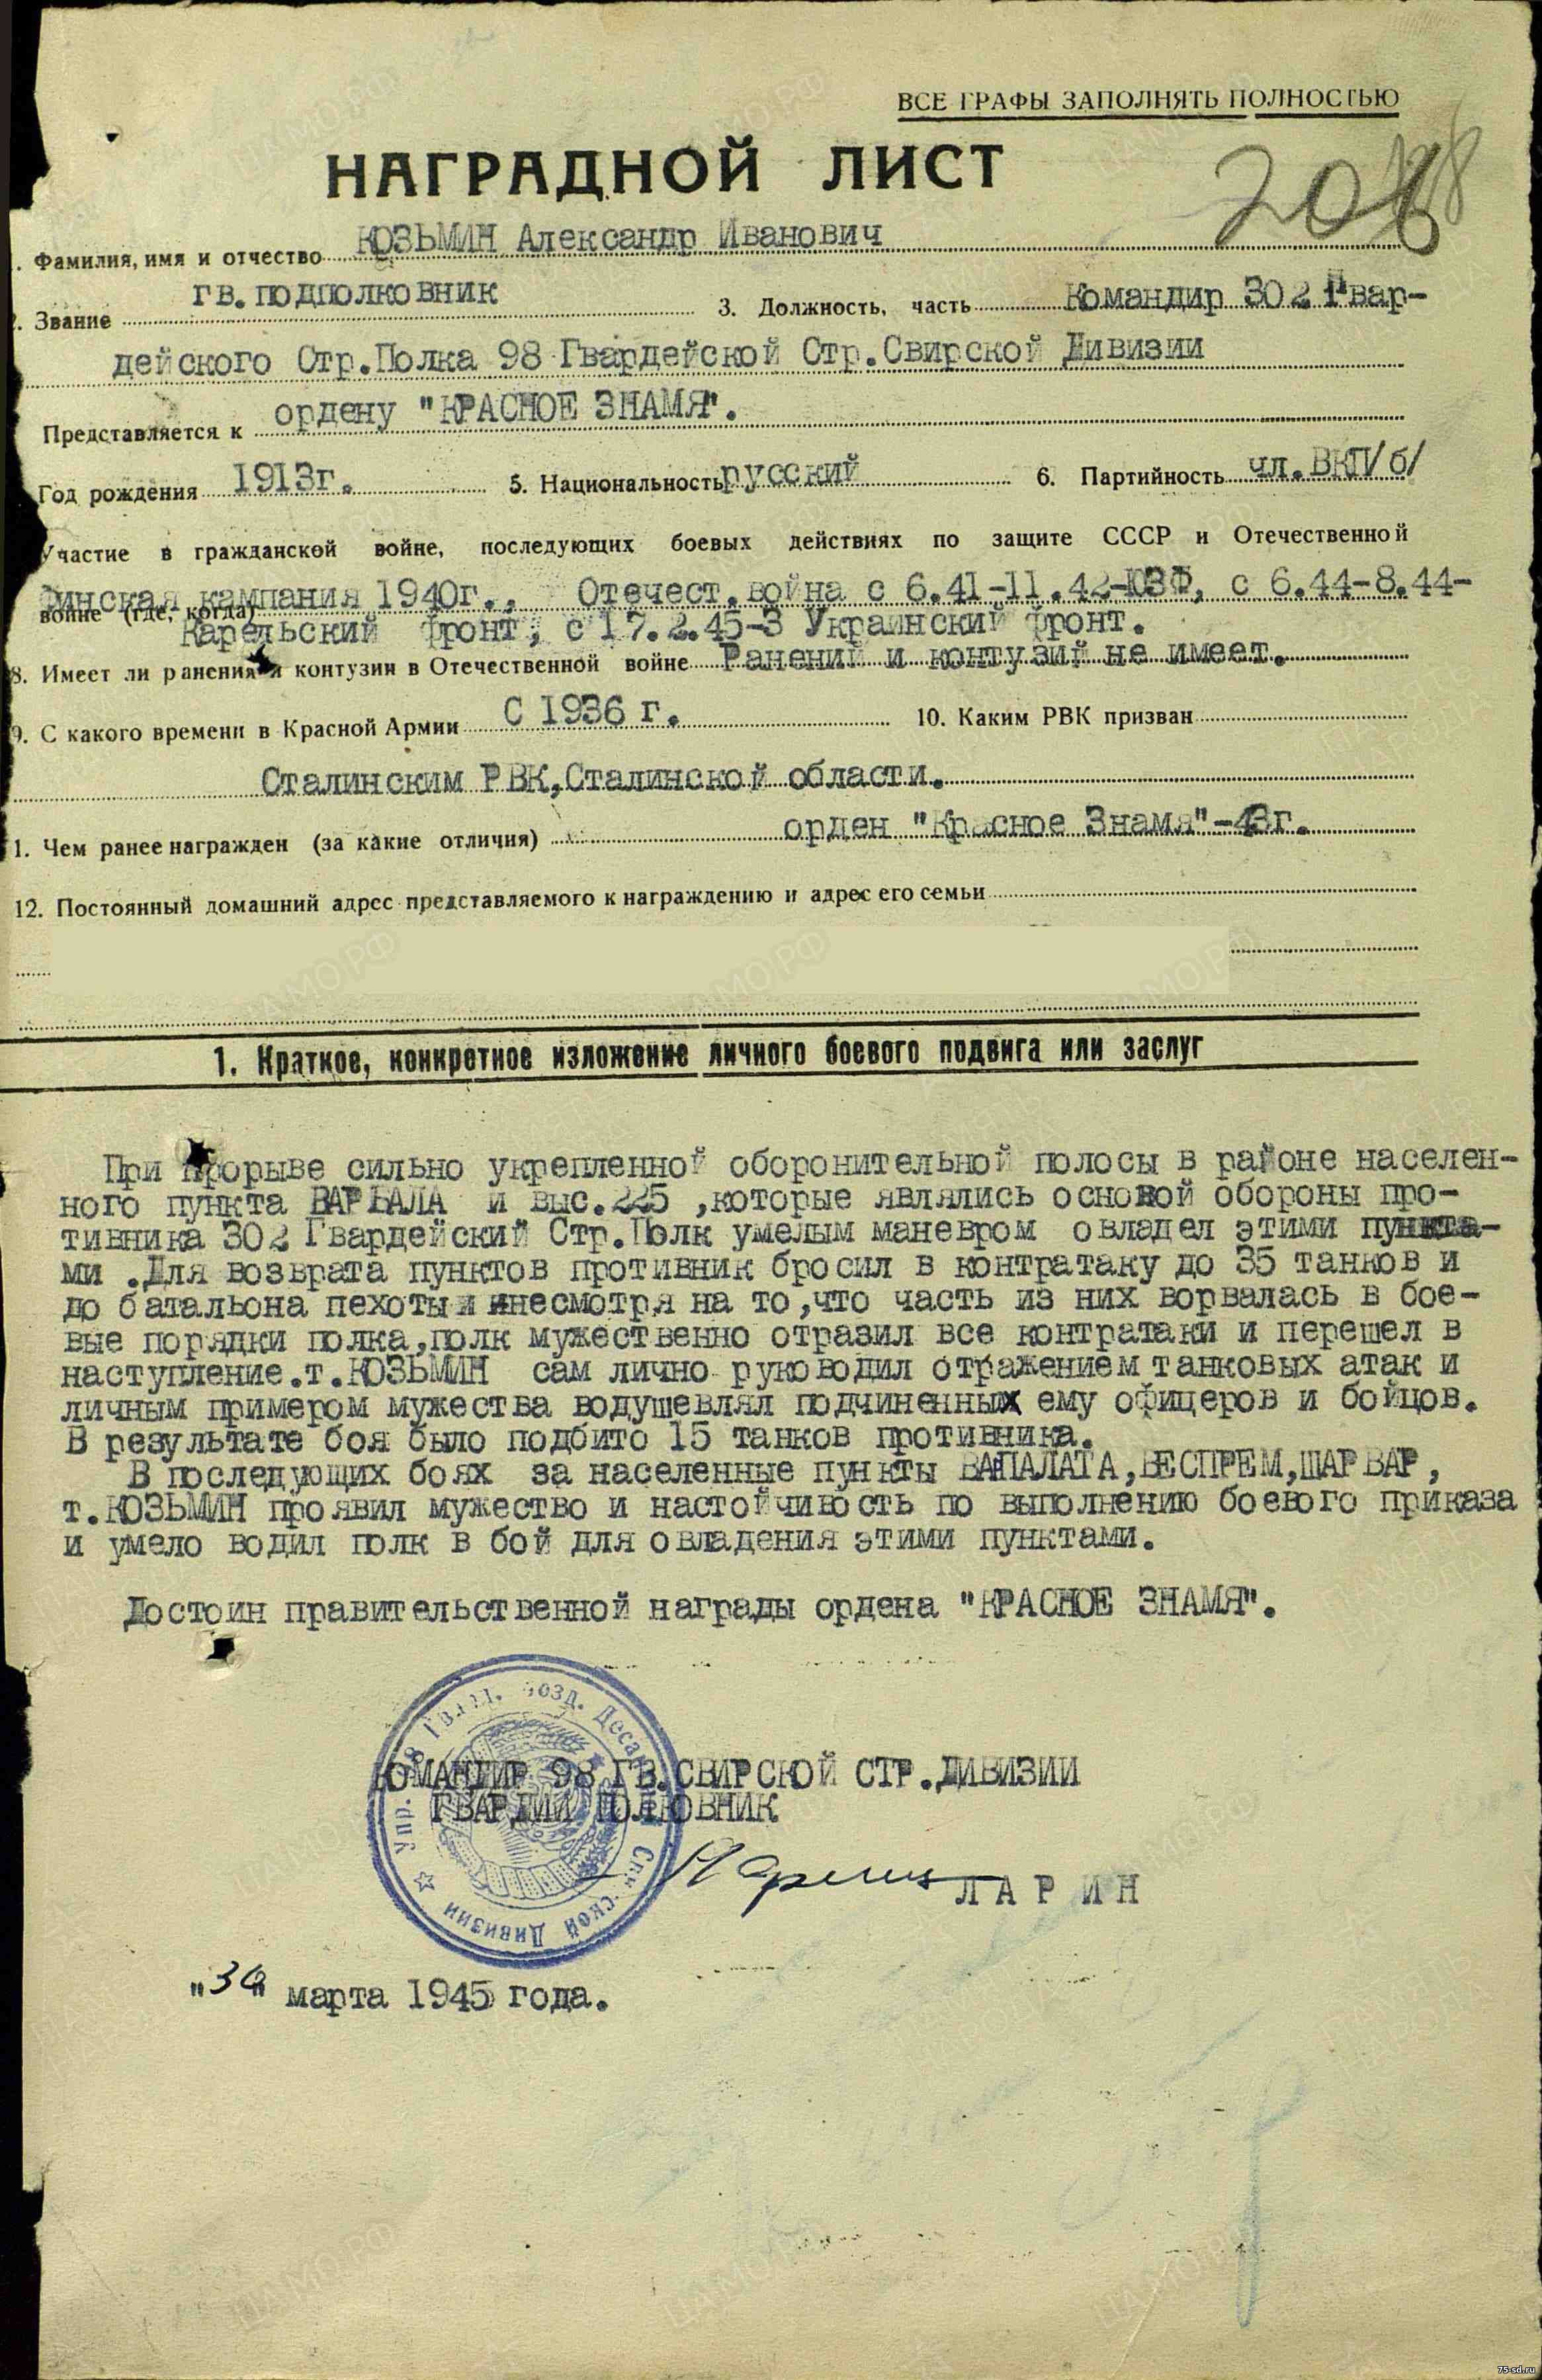 ВСЕ ГРАФЫ ЗАПОЛНЯТЬ ПОЛНОСТЬЮ
НАГРАДНОЙ ЛИСТ
1. Фамилия, имя и отчество КОЗЬМИН Александр Иванович
2. Звание гв.подполковник 3. Должность, часть Командир 302 Гвар-
дейского Стр.Полка 98 Гвардейской Стр.Свирской Дивизии
Представляется к ордену "КРАСНОЕ ЗНАМЯ".
Год рождения 1913г. 5. Национальность русский 6. Партийность чл.ВКП/б/
Участие в гражданской войне, последующих боевых действиях по защите СССР и Отечественной
войне (где, когда) Финская кампания 1940г., Отечест.война с 6.41-11.42-ЮЗФ, с 6.44-8.44-
Карельский фронт, с 17.2.45-3 Украинский фронт.
8. Имеет ли ранения и контузии в Отечественной войне Ранений и контузий не имеет.
9. С какого времени в Красной Армии С 1936 г. 10. Каким РВК призван
Сталинским РВК,Сталинской области.
1. Чем ранее награжден (за какие отличия) орден "Красное Знамя"-43г.
12. Постоянный домашний адрес представляемого к награждению и адрес его семьи
1. Краткое, конкретное изложение личного боевого подвига или заслуг
При прорыве сильно укрепленной оборонительной полосы в районе населен-
ного пункта ВАРВАЛА и выс.225 ,которые являлись основой обороны про-
тивника 302 Гвардейский Стр.Полк умелым маневром овладел этими пункта-
ми .Для возврата пунктов противник бросил в контратаку до 35 танков и
до батальона пехоты и несмотря на то,что часть из них ворвалась в бое-
вые порядки полка,полк мужественно отразил все контратаки и перешел в
наступление.т.КОЗЬМИН сам лично руководил отражением танковых атак и
личным примером мужества водушевлял подчиненных ему офицеров и бойцов.
В результате боя было подбито 15 танков противника.
В последующих боях за населенные пункты ВАПАЛАТА,ВЕСПРЕМ,ШАРВАР,
т.КОЗЬМИН проявил мужество и настойчивость по выполнению боевого приказа
и умело водил полк в бой для овладения этими пунктами.
Достоин правительственной награды ордена "КРАСНОЕ ЗНАМЯ".
КОМАНДИР 98 ГВ.СВИРСКОЙ СТР.ДИВИЗИИ
ГВАРДИИ ПОЛКОВНИК
ЛАРИН
"30" марта 1945 года.
75-sd.ru